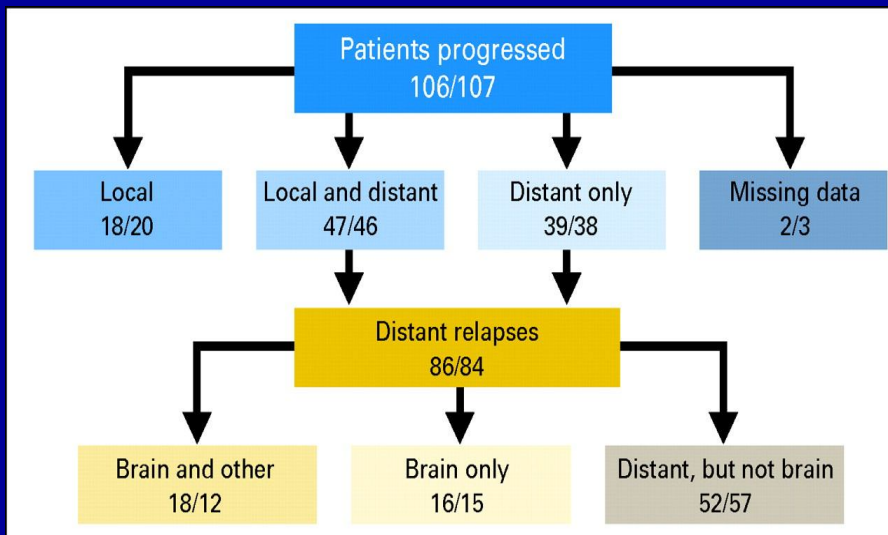 Patients progressed
106/107
Local
18/20
Local and distant
47/46
Distant only
39/38
Missing data
2/3
Distant relapses
86/84
Brain and other
18/12
Brain only
16/15
Distant, but not brain
52/57